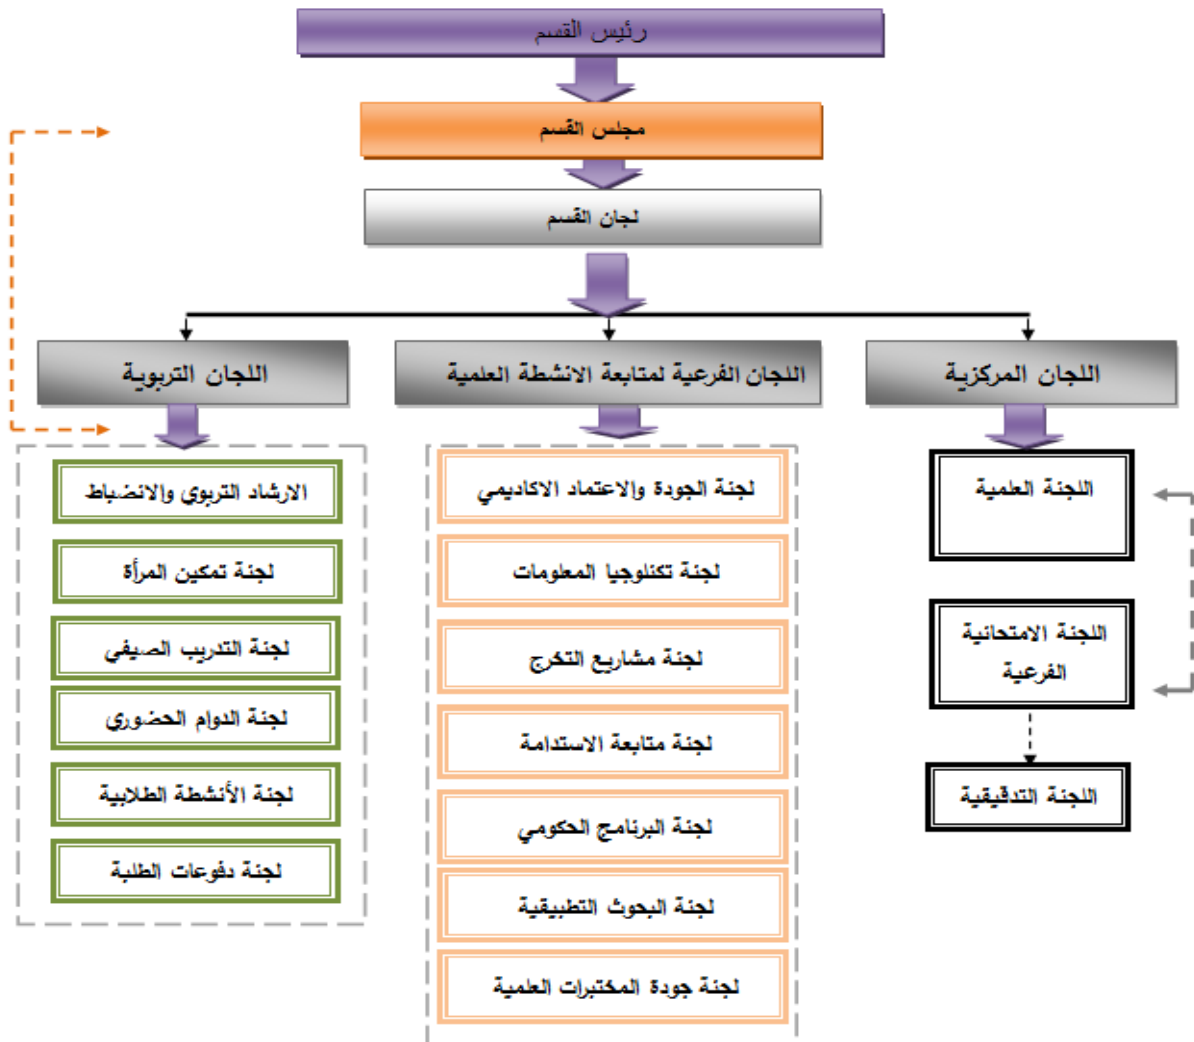 رئيس القسم
مجلس القسم
لجان القسم
اللجان المركزية
اللجان الفرعية لمتابعة الانشطة العلمية
اللجان التربوية
اللجنة العلمية
اللجنة الامتحانية
الفرعية
اللجنة التدقيقية
لجنة الجودة والاعتماد الاكاديمي
لجنة تكنلوجيا المعلومات
لجنة مشاريع التخرج
لجنة متابعة الاستدامة
لجنة البرنامج الحكومي
لجنة البحوث التطبيقية
لجنة جودة المختبرات العلمية
الارشاد التربوي والانضباط
لجنة تمكين المرأة
لجنة التدريب الصيفي
لجنة الدوام الحضوري
لجنة الأنشطة الطلابية
لجنة دفوعات الطلبة